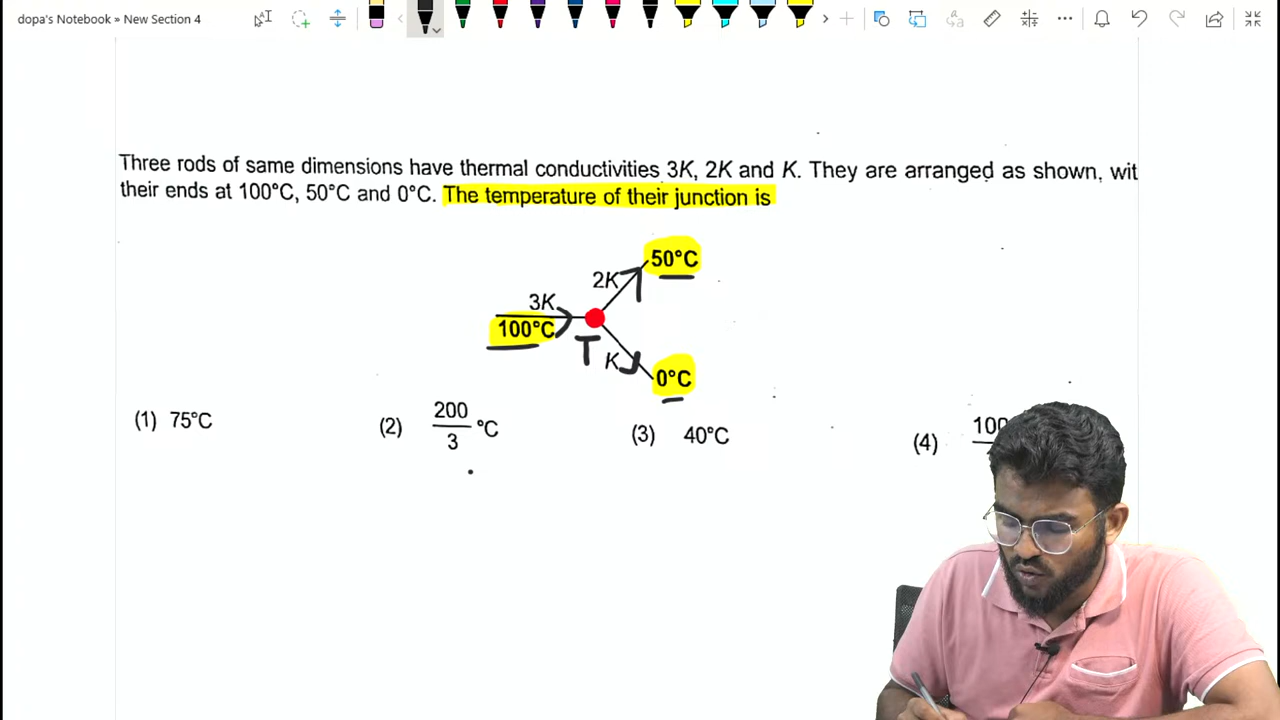 dopa's Notebook » New Section 4
Three rods of same dimensions have thermal conductivities 3K, 2K and K. They are arranged as shown, wit
their ends at 100°C, 50°C and 0°C. The temperature of their junction is
50°C
2K
3K
100°C
T
K
0°C
(1) 75°C
(2) 200/3 °C
(3) 40°C
(4) 100